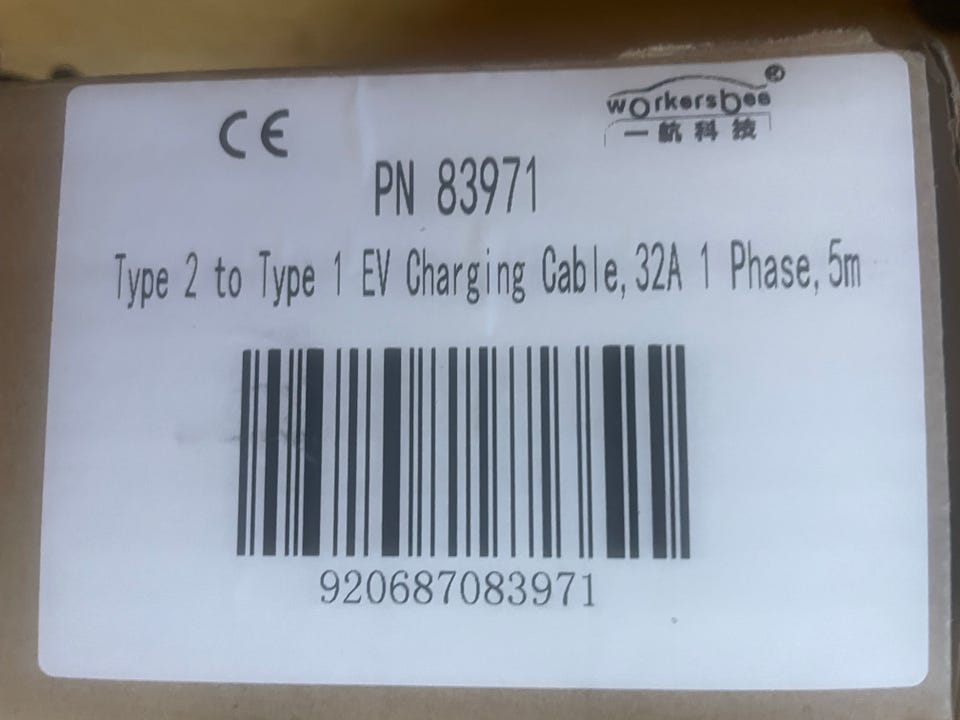 CE
workersbee®
一航科技
PN 83971
Type 2 to Type 1 EV Charging Cable, 32A 1 Phase, 5m
920687083971